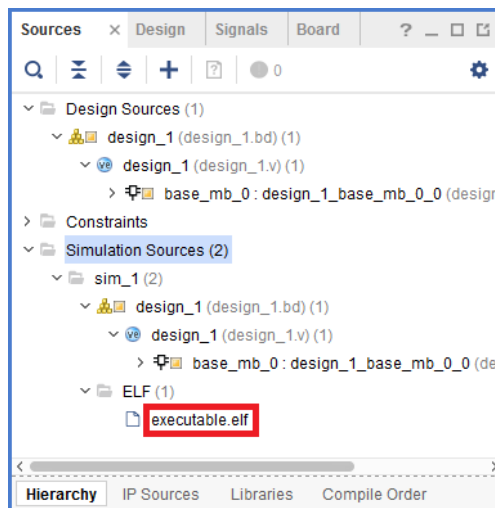 Sources × Design Signals Board ? _
0
Design Sources (1)
design_1 (design_1.bd) (1)
design_1 (design_1.v) (1)
base_mb_0 : design_1_base_mb_0_0 (design
Constraints
Simulation Sources (2)
sim_1 (2)
design_1 (design_1.bd) (1)
design_1 (design_1.v) (1)
base_mb_0 : design_1_base_mb_0_0 (de
ELF (1)
executable.elf
Hierarchy IP Sources Libraries Compile Order